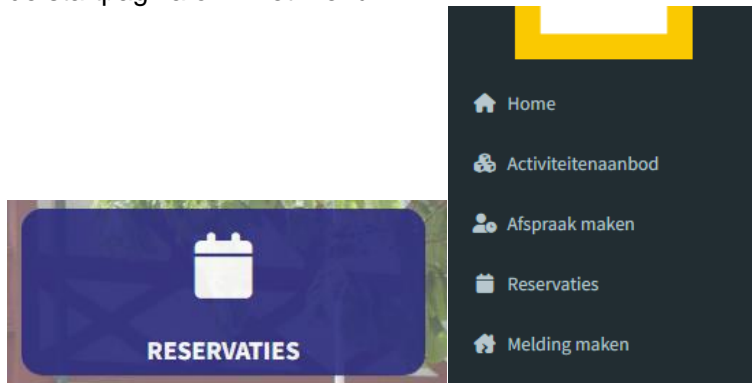 RESERVATIES
Home
Activiteitenaanbod
Afspraak maken
Reservaties
Melding maken